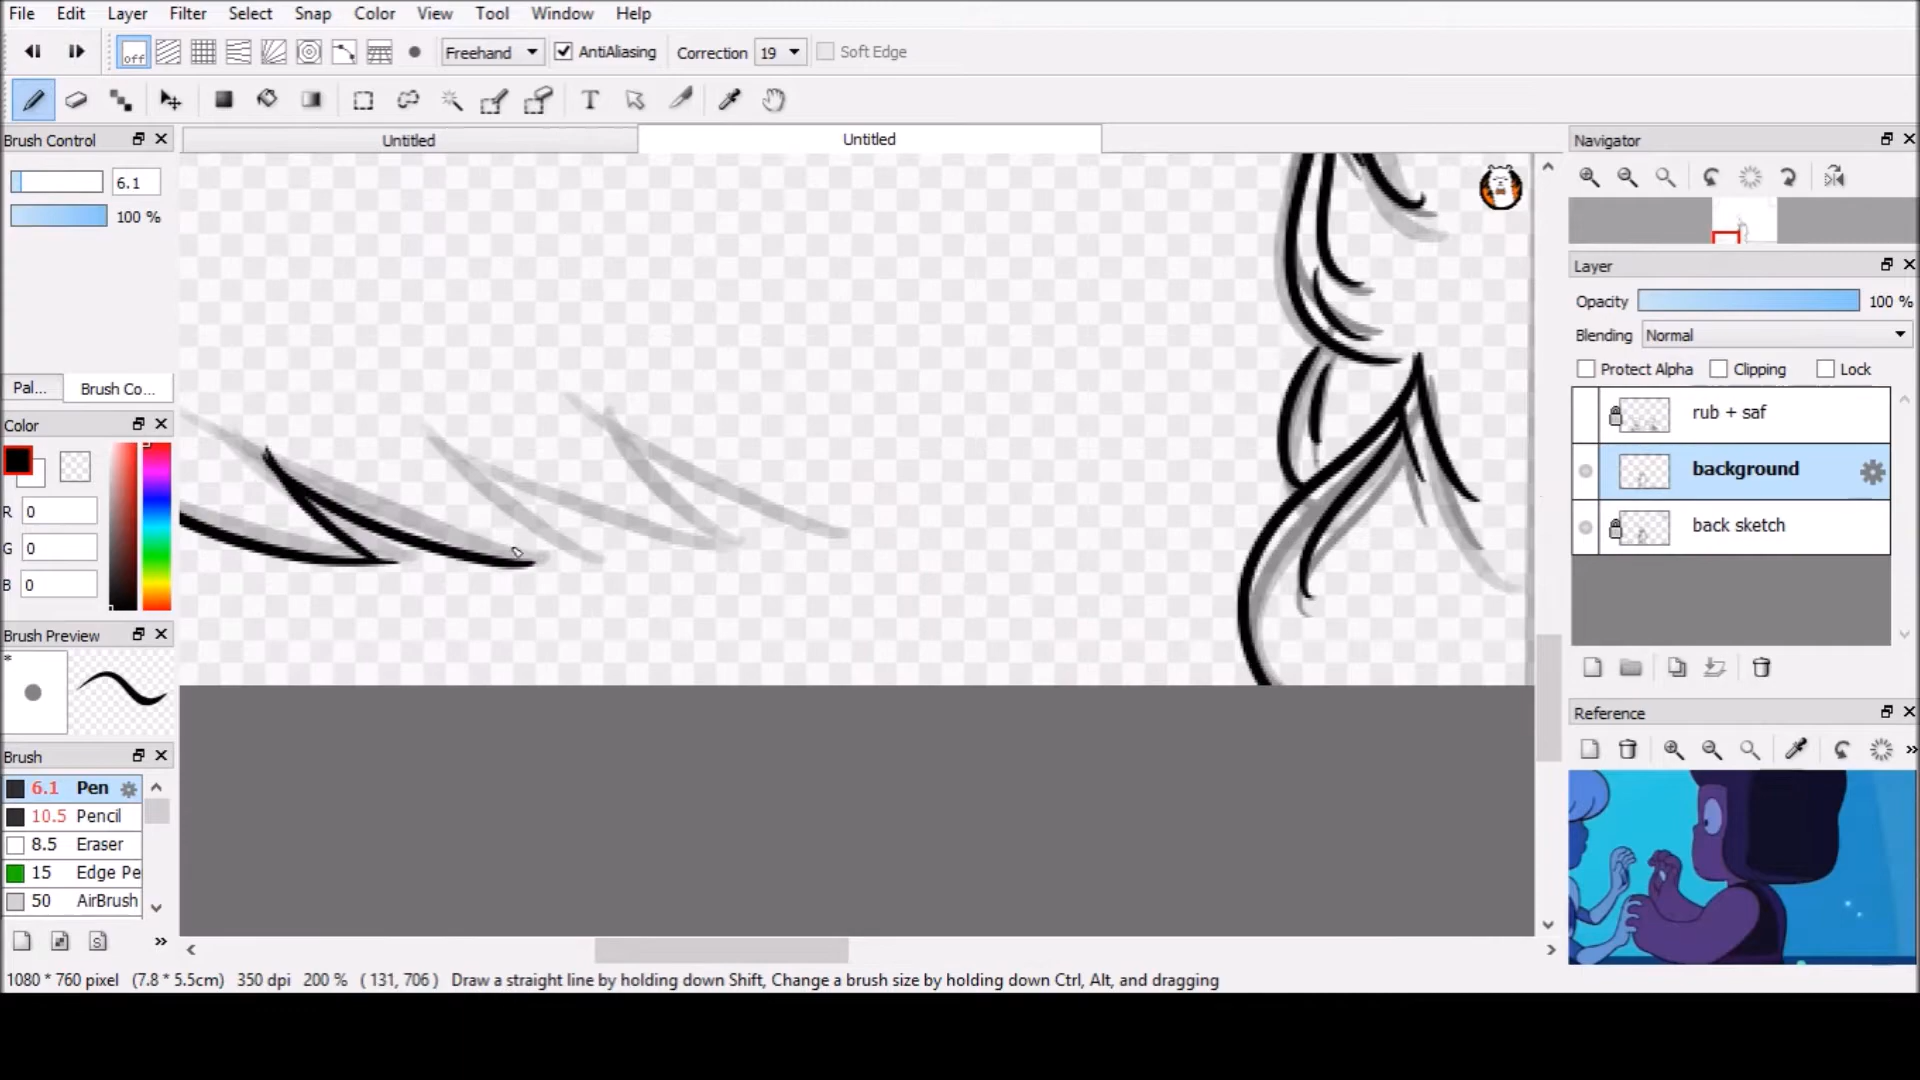 File Edit Layer Filter Select Snap Color View Tool Window Help
off Freehand AntiAliasing Correction 19 Soft Edge
T
Brush Control
6.1
100 %
Untitled
Untitled
Navigator
Layer
Opacity 100 %
Blending Normal
Protect Alpha Clipping Lock
rub + saf
background
back sketch
Pal... Brush Co...
Color
R 0
G 0
B 0
Brush Preview
*
Brush
6.1 Pen
10.5 Pencil
8.5 Eraser
15 Edge Pe
50 AirBrush
S »
Reference
»
1080 * 760 pixel (7.8 * 5.5cm) 350 dpi 200 % ( 131, 706 ) Draw a straight line by holding down Shift, Change a brush size by holding down Ctrl, Alt, and dragging